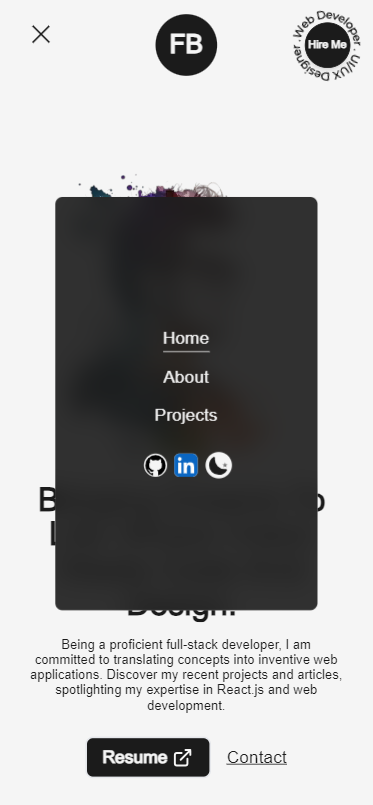 FB
Web Developer · UI/UX Designer ·
Hire Me
Home
About
Projects
in
Design!
Being a proficient full-stack developer, I am
committed to translating concepts into inventive web
applications. Discover my recent projects and articles,
spotlighting my expertise in React.js and web
development.
Resume
Contact